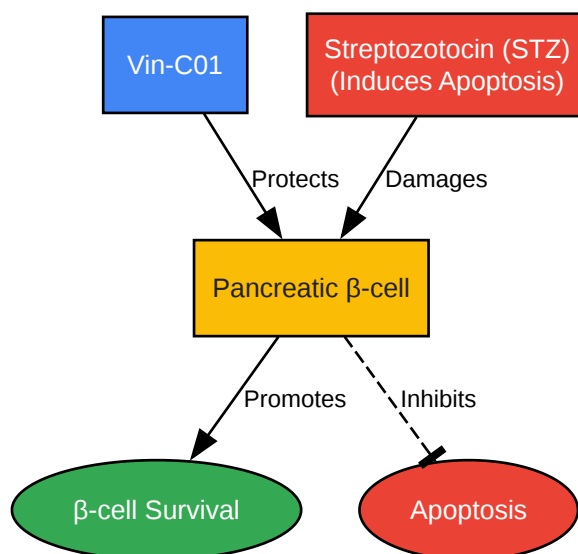 Vin-C01
Streptozotocin (STZ)
(Induces Apoptosis)
Protects
Damages
Pancreatic β-cell
Promotes
Inhibits
β-cell Survival
Apoptosis